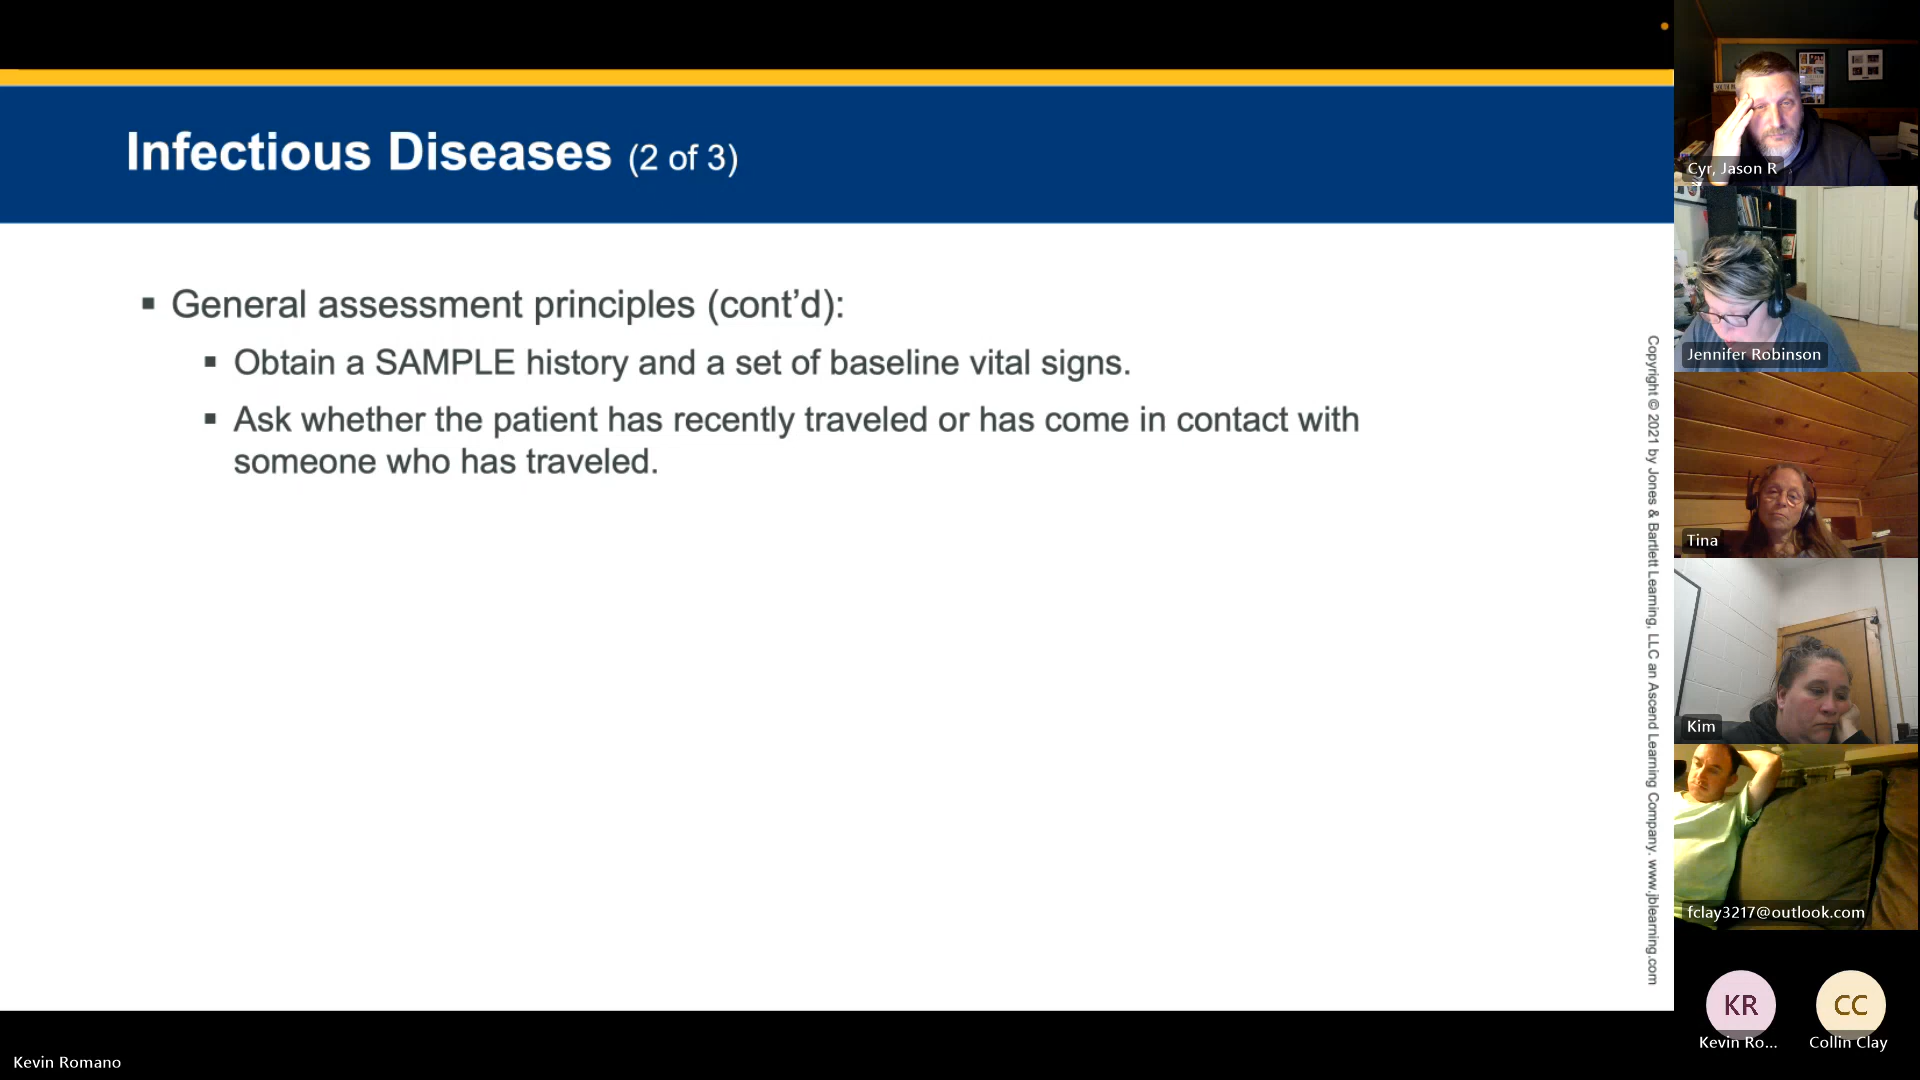 Infectious Diseases (2 of 3)
▪ General assessment principles (cont’d):
▪ Obtain a SAMPLE history and a set of baseline vital signs.
▪ Ask whether the patient has recently traveled or has come in contact with
someone who has traveled.
Copyright © 2021 by Jones & Bartlett Learning, LLC an Ascend Learning Company. www.jblearning.com
Cyr, Jason R
Jennifer Robinson
Tina
Kim
fclay3217@outlook.com
KR
CC
Kevin Ro...
Collin Clay
Kevin Romano